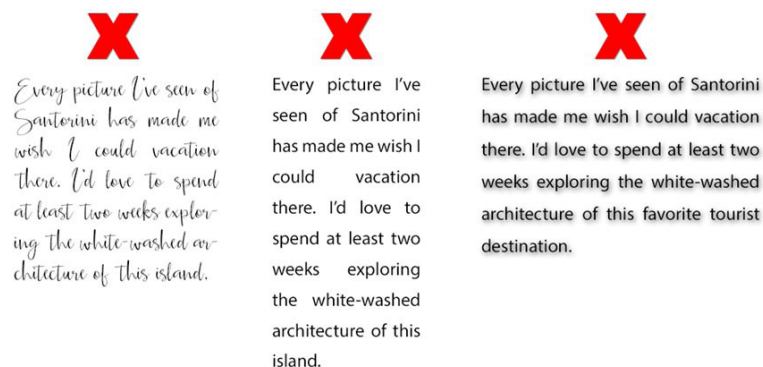 Every picture I've seen of
Santorini has made me
wish I could vacation
there. I'd love to spend
at least two weeks explor-
ing the white-washed ar-
chitecture of this island.
Every picture I've
seen of Santorini
has made me wish I
could vacation
there. I'd love to
spend at least two
weeks exploring
the white-washed
architecture of this
island.
Every picture I've seen of Santorini
has made me wish I could vacation
there. I'd love to spend at least two
weeks exploring the white-washed
architecture of this favorite tourist
destination.